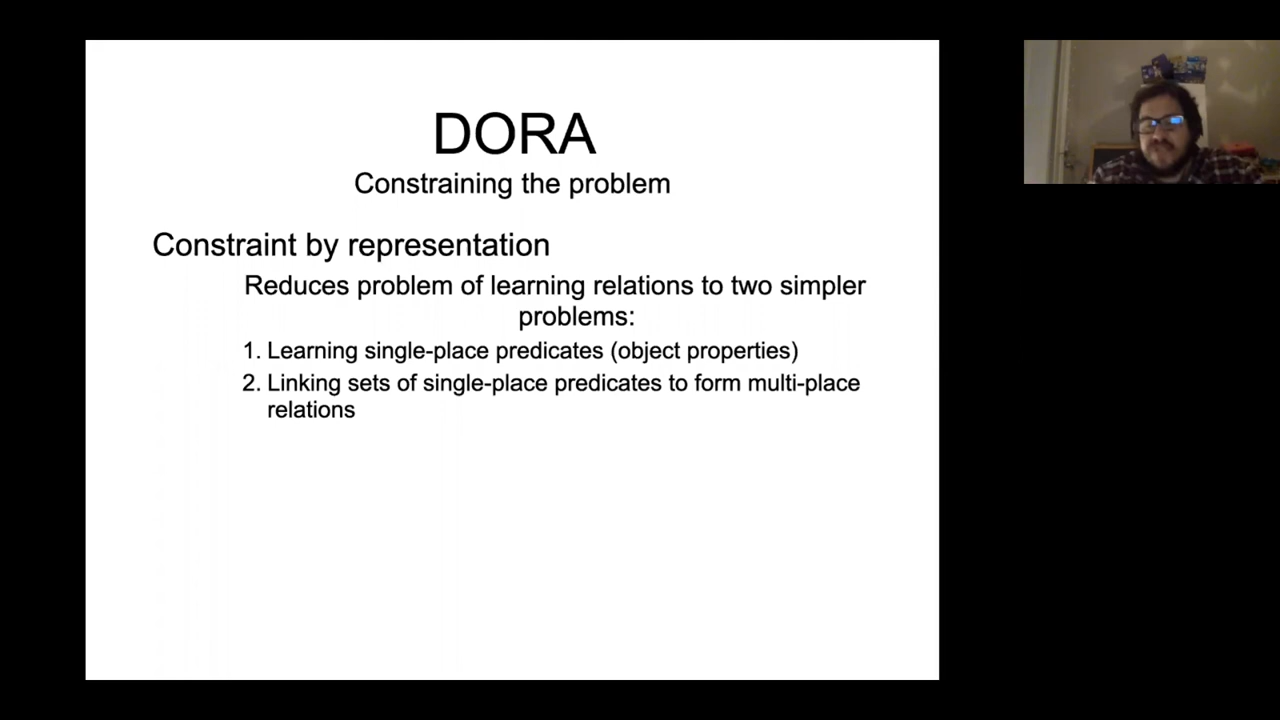 DORA
Constraining the problem
Constraint by representation
Reduces problem of learning relations to two simpler
problems:
1. Learning single-place predicates (object properties)
2. Linking sets of single-place predicates to form multi-place
relations